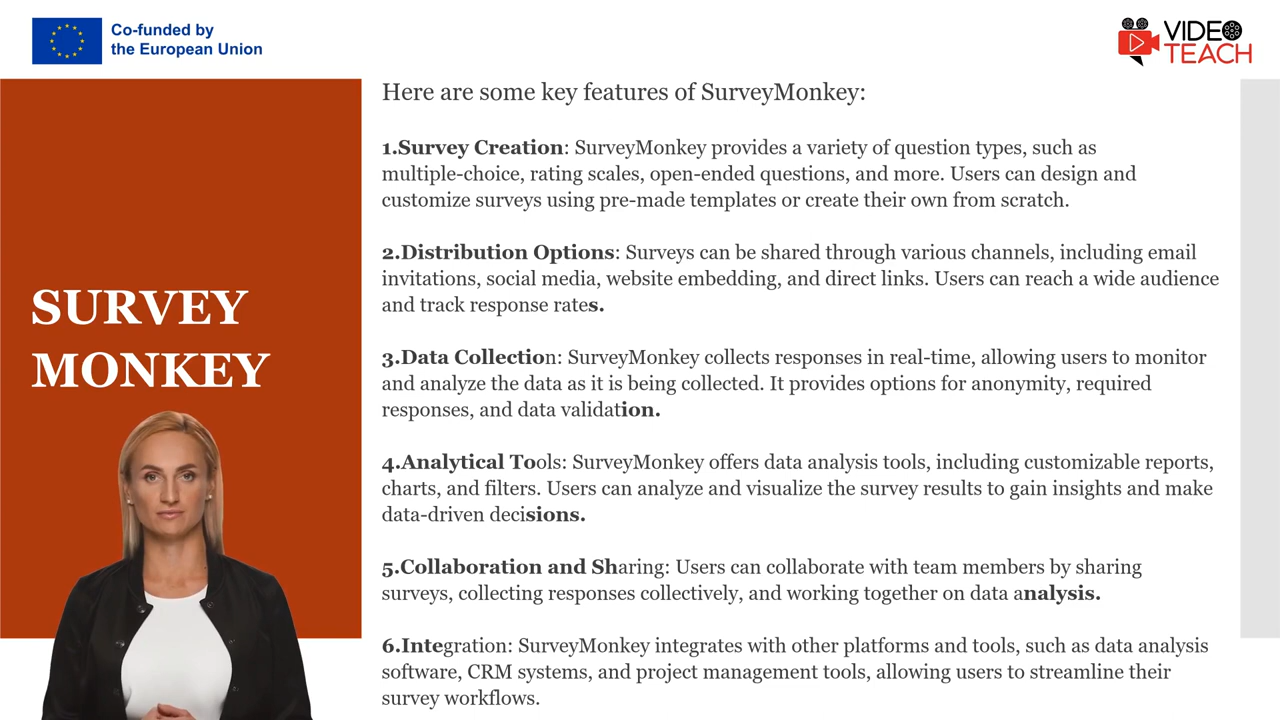 Co-funded by
the European Union
VIDEO
TEACH
SURVEY
MONKEY
Here are some key features of SurveyMonkey:
1.Survey Creation: SurveyMonkey provides a variety of question types, such as
multiple-choice, rating scales, open-ended questions, and more. Users can design and
customize surveys using pre-made templates or create their own from scratch.
2.Distribution Options: Surveys can be shared through various channels, including email
invitations, social media, website embedding, and direct links. Users can reach a wide audience
and track response rates.
3.Data Collection: SurveyMonkey collects responses in real-time, allowing users to monitor
and analyze the data as it is being collected. It provides options for anonymity, required
responses, and data validation.
4.Analytical Tools: SurveyMonkey offers data analysis tools, including customizable reports,
charts, and filters. Users can analyze and visualize the survey results to gain insights and make
data-driven decisions.
5.Collaboration and Sharing: Users can collaborate with team members by sharing
surveys, collecting responses collectively, and working together on data analysis.
6.Integration: SurveyMonkey integrates with other platforms and tools, such as data analysis
software, CRM systems, and project management tools, allowing users to streamline their
survey workflows.